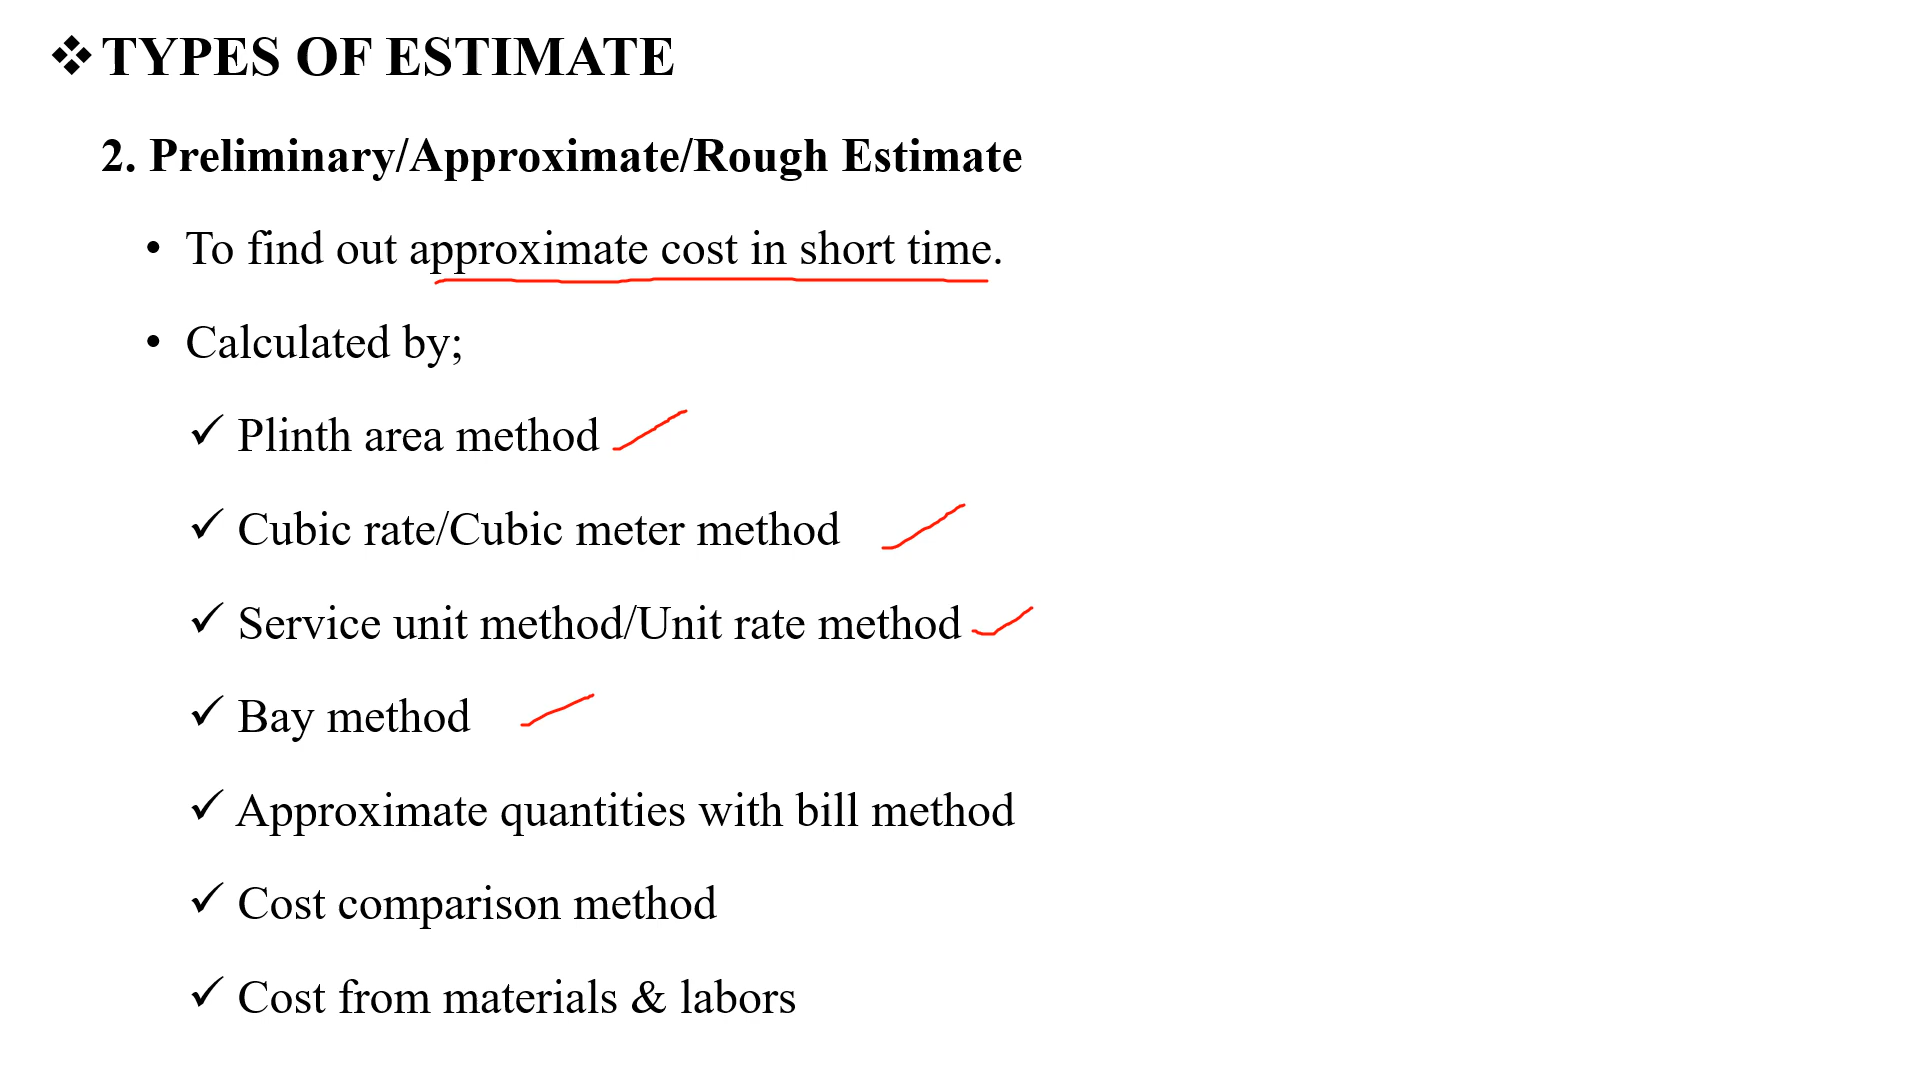 ❖TYPES OF ESTIMATE
2. Preliminary/Approximate/Rough Estimate
• To find out approximate cost in short time.
• Calculated by;
✓ Plinth area method
✓ Cubic rate/Cubic meter method
✓ Service unit method/Unit rate method
✓ Bay method
✓ Approximate quantities with bill method
✓ Cost comparison method
✓ Cost from materials & labors